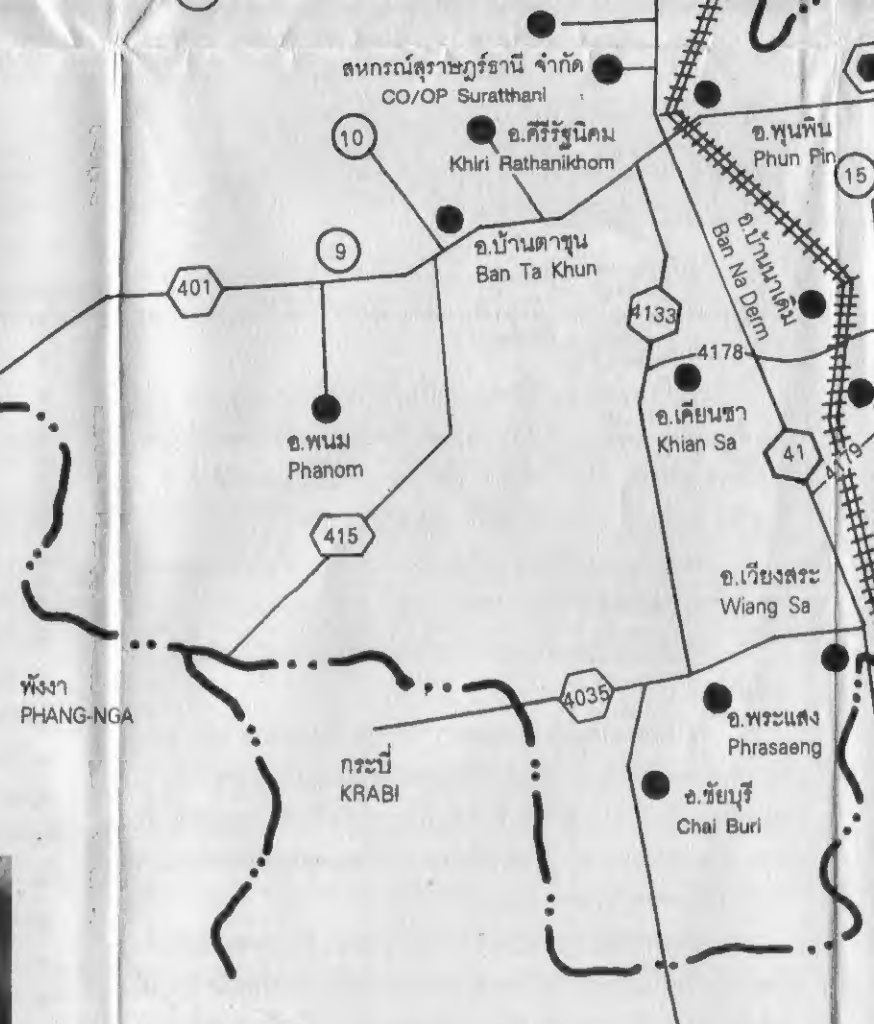 สหกรณ์สุราษฎร์ธานี จำกัด
CO/OP Suratthani
10
อ.คีรีรัฐนิคม
Khiri Rathanikhom
อ.พุนพิน
Phun Pin
15
9
อ.บ้านตาขุน
Ban Ta Khun
อ.บ้านนาเดิม
Ban Na Derm
401
4133
4178
อ.เคียนซา
Khian Sa
อ.พนม
Phanom
41
4179
415
อ.เวียงสระ
Wiang Sa
พังงา
PHANG-NGA
4035
อ.พระแสง
Phrasaeng
กระบี่
KRABI
อ.ชัยบุรี
Chai Buri